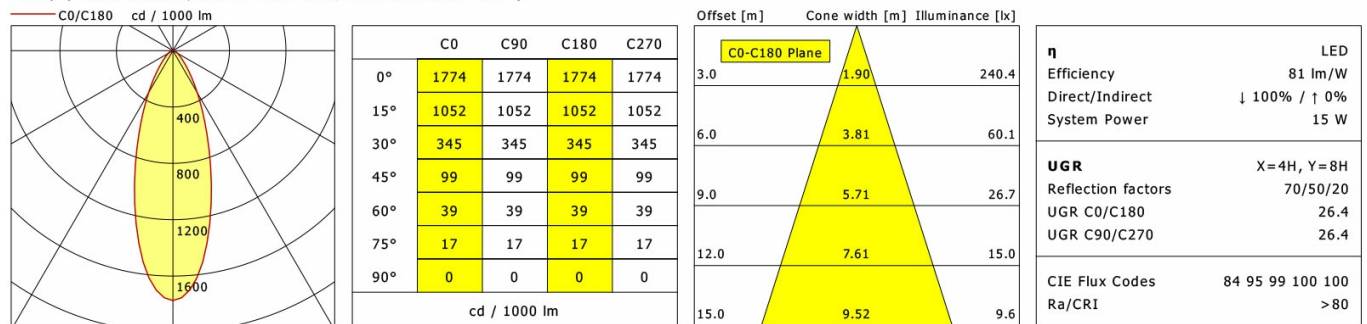 C0/C180 cd / 1000 lm
400
800
1200
1600
C0 C90 C180 C270
0° 1774 1774 1774 1774
15° 1052 1052 1052 1052
30° 345 345 345 345
45° 99 99 99 99
60° 39 39 39 39
75° 17 17 17 17
90° 0 0 0 0
cd / 1000 lm
Offset [m] Cone width [m] Illuminance [lx]
C0-C180 Plane
3.0 1.90 240.4
6.0 3.81 60.1
9.0 5.71 26.7
12.0 7.61 15.0
15.0 9.52 9.6
η LED
Efficiency 81 lm/W
Direct/Indirect ↓ 100% / ↑ 0%
System Power 15 W
UGR X=4H, Y=8H
Reflection factors 70/50/20
UGR C0/C180 26.4
UGR C90/C270 26.4
CIE Flux Codes 84 95 99 100 100
Ra/CRI >80